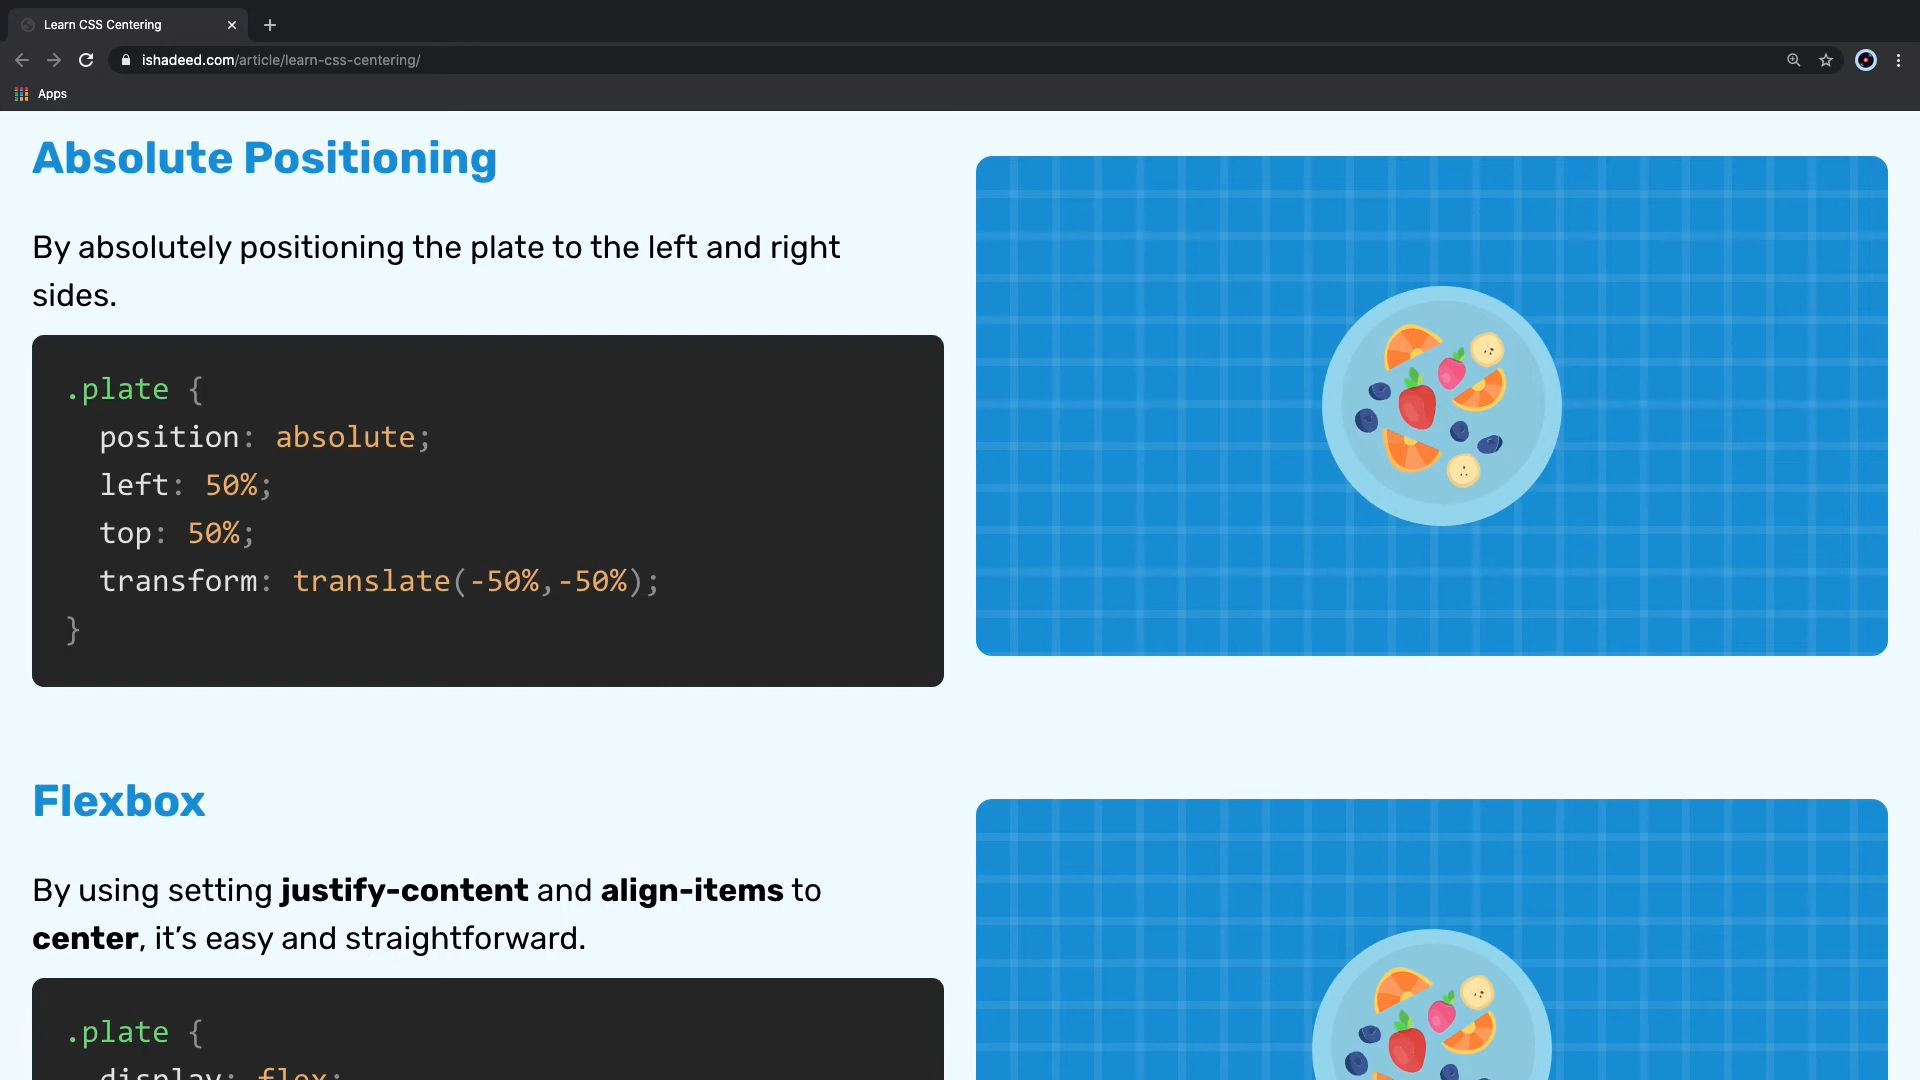 Learn CSS Centering
ishadeed.com/article/learn-css-centering/
Apps
Absolute Positioning
By absolutely positioning the plate to the left and right
sides.
.plate {
position: absolute;
left: 50%;
top: 50%;
transform: translate(-50%,-50%);
}
Flexbox
By using setting justify-content and align-items to
center, it’s easy and straightforward.
.plate {
display: flex;